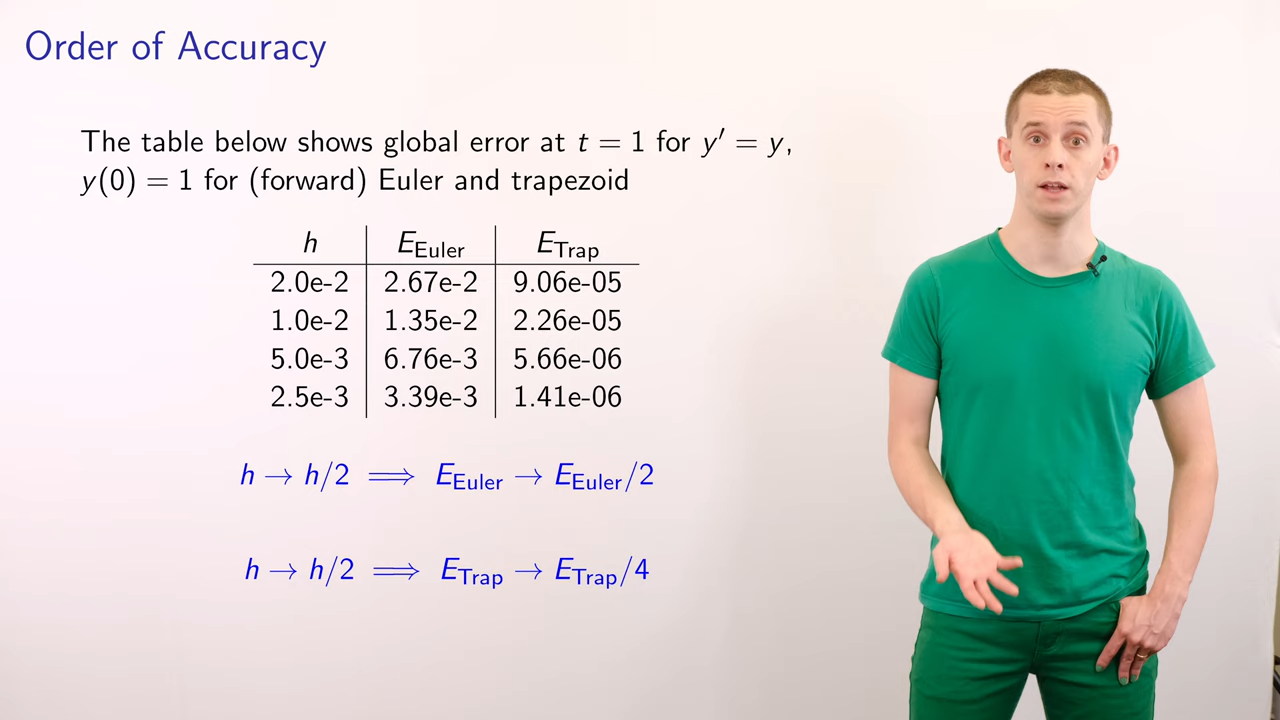 Order of Accuracy
The table below shows global error at t = 1 for y′ = y,
y(0) = 1 for (forward) Euler and trapezoid
h E_Euler E_Trap
2.0e-2 2.67e-2 9.06e-05
1.0e-2 1.35e-2 2.26e-05
5.0e-3 6.76e-3 5.66e-06
2.5e-3 3.39e-3 1.41e-06
h → h/2 ⟹ E_Euler → E_Euler/2
h → h/2 ⟹ E_Trap → E_Trap/4